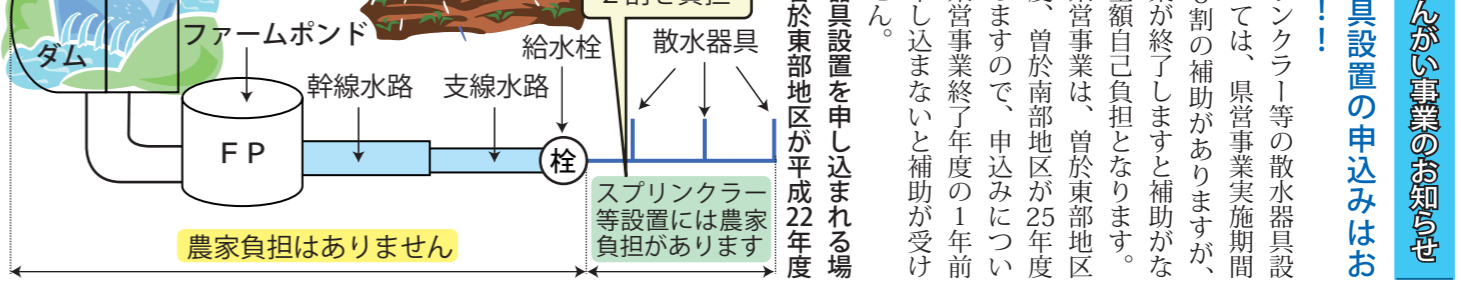 んがい事業のお知らせ
具設置の申込みはお
！！
ンクラー等の散水器具設
ては、県営事業実施期間
割の補助がありますが、
業が終了しますと補助がな
全額自己負担となります。
営事業は、曽於東部地区
度、曽於南部地区が25年度
ますので、申込みについ
営事業終了年度の1年前
し込まないと補助が受け
せん。
器具設置を申し込まれる場
於東部地区が平成22年度
ダム
ファームポンド
FP
幹線水路
支線水路
給水栓
栓
散水器具
農家負担はありません
スプリンクラー
等設置には農家
負担があります